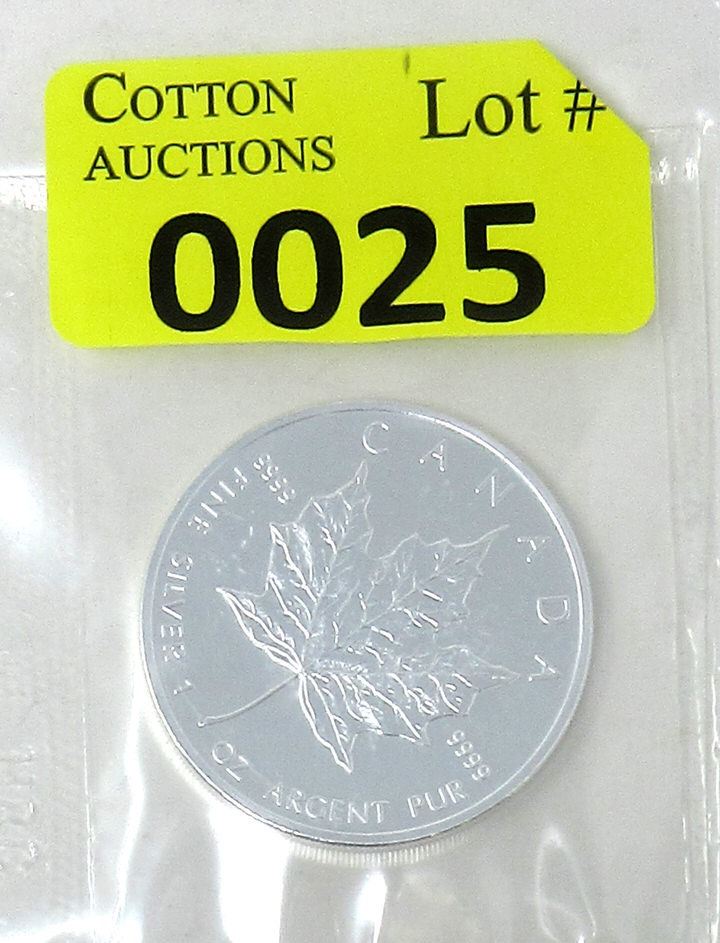 COTTON
AUCTIONS
Lot #
0025
CANADA
9999
FINE SILVER 1 OZ ARGENT PUR
9999